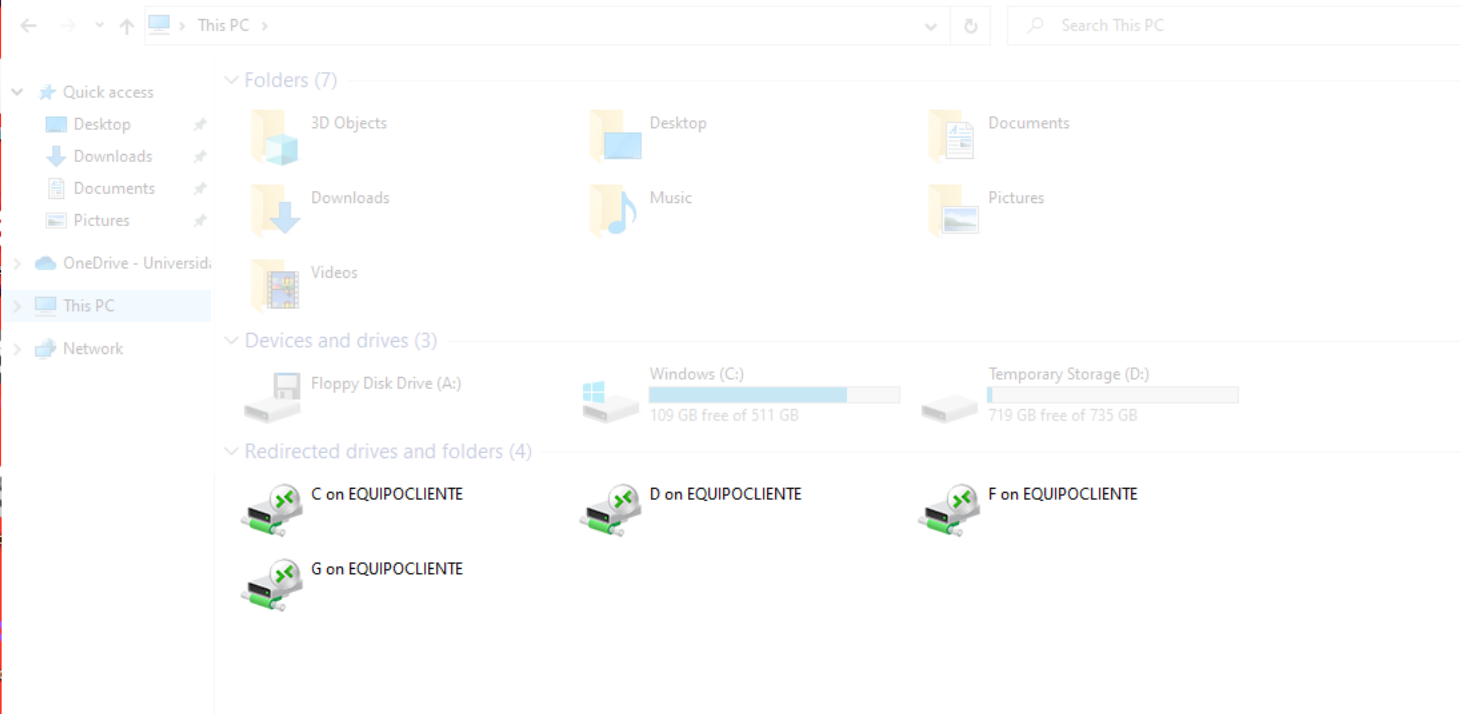 This PC
Search This PC
Quick access
Desktop
Downloads
Documents
Pictures
OneDrive - Universida
This PC
Network
Folders (7)
3D Objects
Desktop
Documents
Downloads
Music
Pictures
Videos
Devices and drives (3)
Floppy Disk Drive (A:)
Windows (C:)
109 GB free of 511 GB
Temporary Storage (D:)
719 GB free of 735 GB
Redirected drives and folders (4)
C on EQUIPOCLIENTE
D on EQUIPOCLIENTE
F on EQUIPOCLIENTE
G on EQUIPOCLIENTE